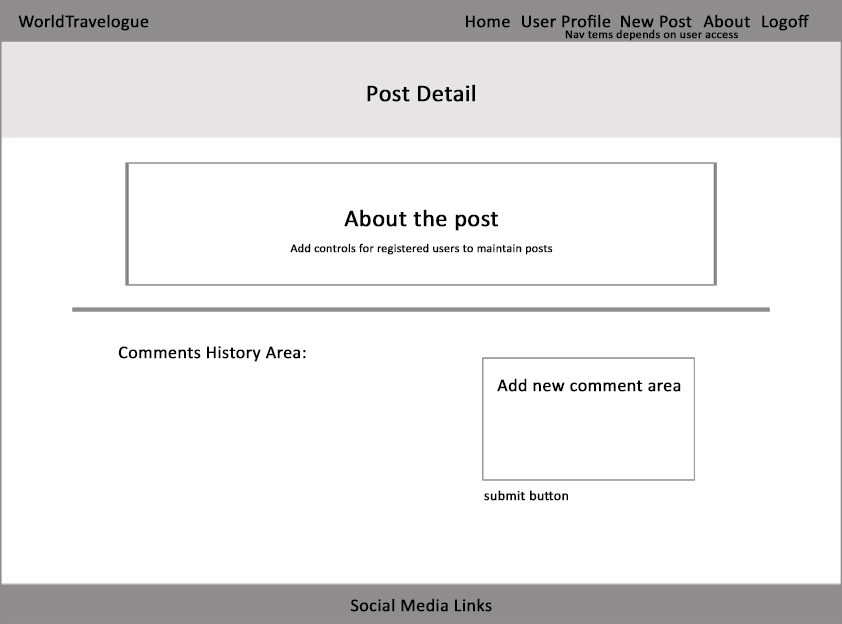 WorldTravelogue
Home User Profile New Post About Logoff
Nav tems depends on user access
Post Detail
About the post
Add controls for registered users to maintain posts
Comments History Area:
Add new comment area
submit button
Social Media Links